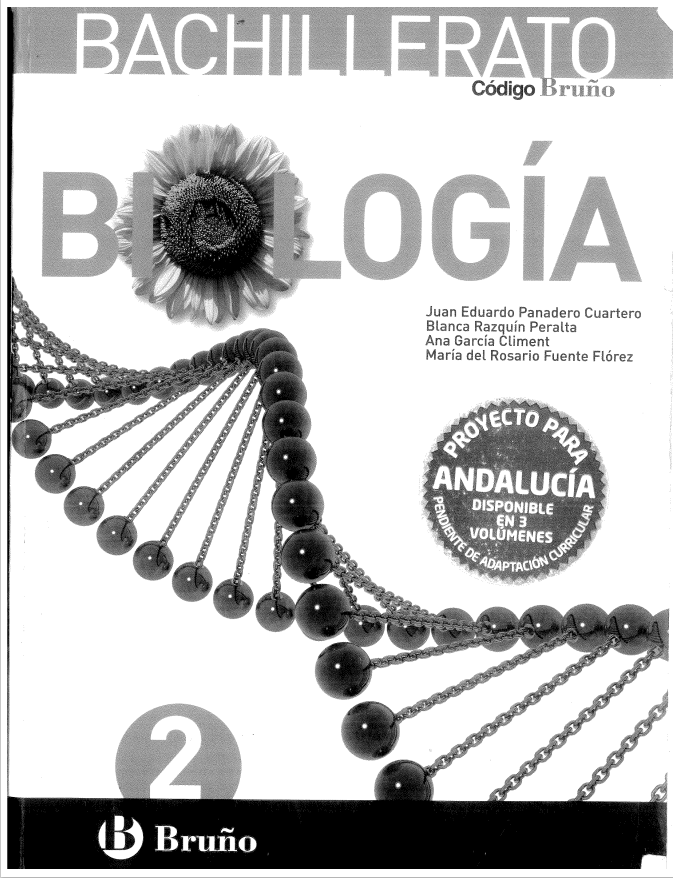 BACHILLERATO
Código Bruño
BIOLOGÍA
Juan Eduardo Panadero Cuartero
Blanca Razquín Peralta
Ana García Climent
María del Rosario Fuente Flórez
PROYECTO PARA
ANDALUCÍA
DISPONIBLE
EN 3
VOLÚMENES
PENDIENTE DE ADAPTACIÓN CURRICULAR
2
B Bruño